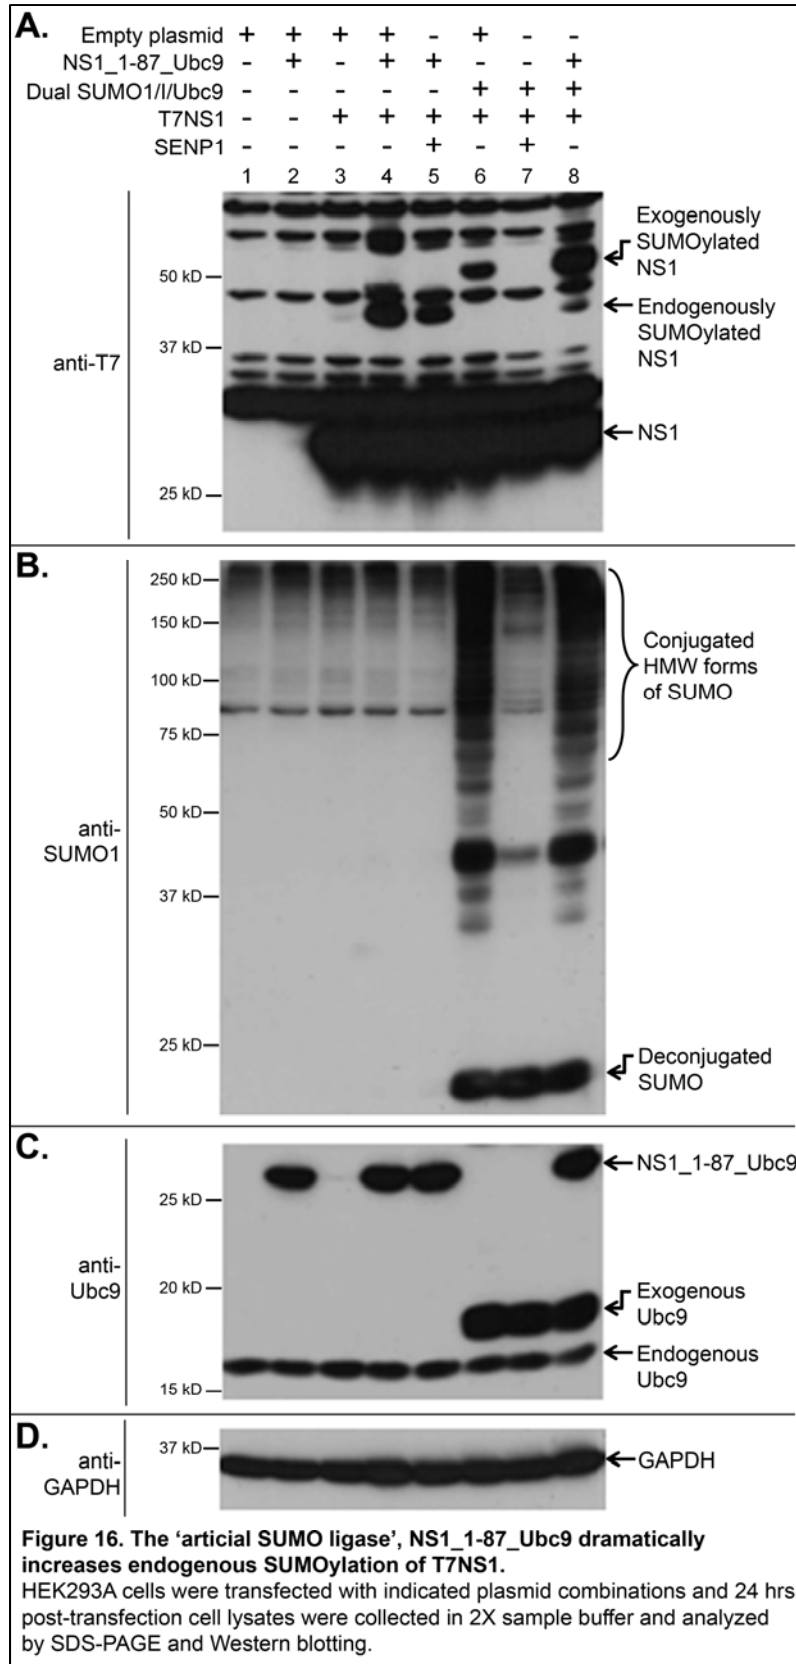 A.
Empty plasmid + + + + - + - -
NS1_1-87_Ubc9 - + - + + - - +
Dual SUMO1/I/Ubc9 - - - - - + + +
T7NS1 - - + + + + + +
SENP1 - - - - + - + -
1 2 3 4 5 6 7 8
Exogenously
SUMOylated
NS1
50 kD
Endogenously
SUMOylated
NS1
37 kD
anti-T7
NS1
25 kD
B.
250 kD
150 kD
100 kD
75 kD
50 kD
37 kD
25 kD
Conjugated
HMW forms
of SUMO
anti-
SUMO1
Deconjugated
SUMO
C.
NS1_1-87_Ubc9
25 kD
anti-
Ubc9
20 kD
Exogenous
Ubc9
Endogenous
Ubc9
15 kD
D.
37 kD
anti-
GAPDH
GAPDH
Figure 16. The ‘articial SUMO ligase’, NS1_1-87_Ubc9 dramatically
increases endogenous SUMOylation of T7NS1.
HEK293A cells were transfected with indicated plasmid combinations and 24 hrs
post-transfection cell lysates were collected in 2X sample buffer and analyzed
by SDS-PAGE and Western blotting.